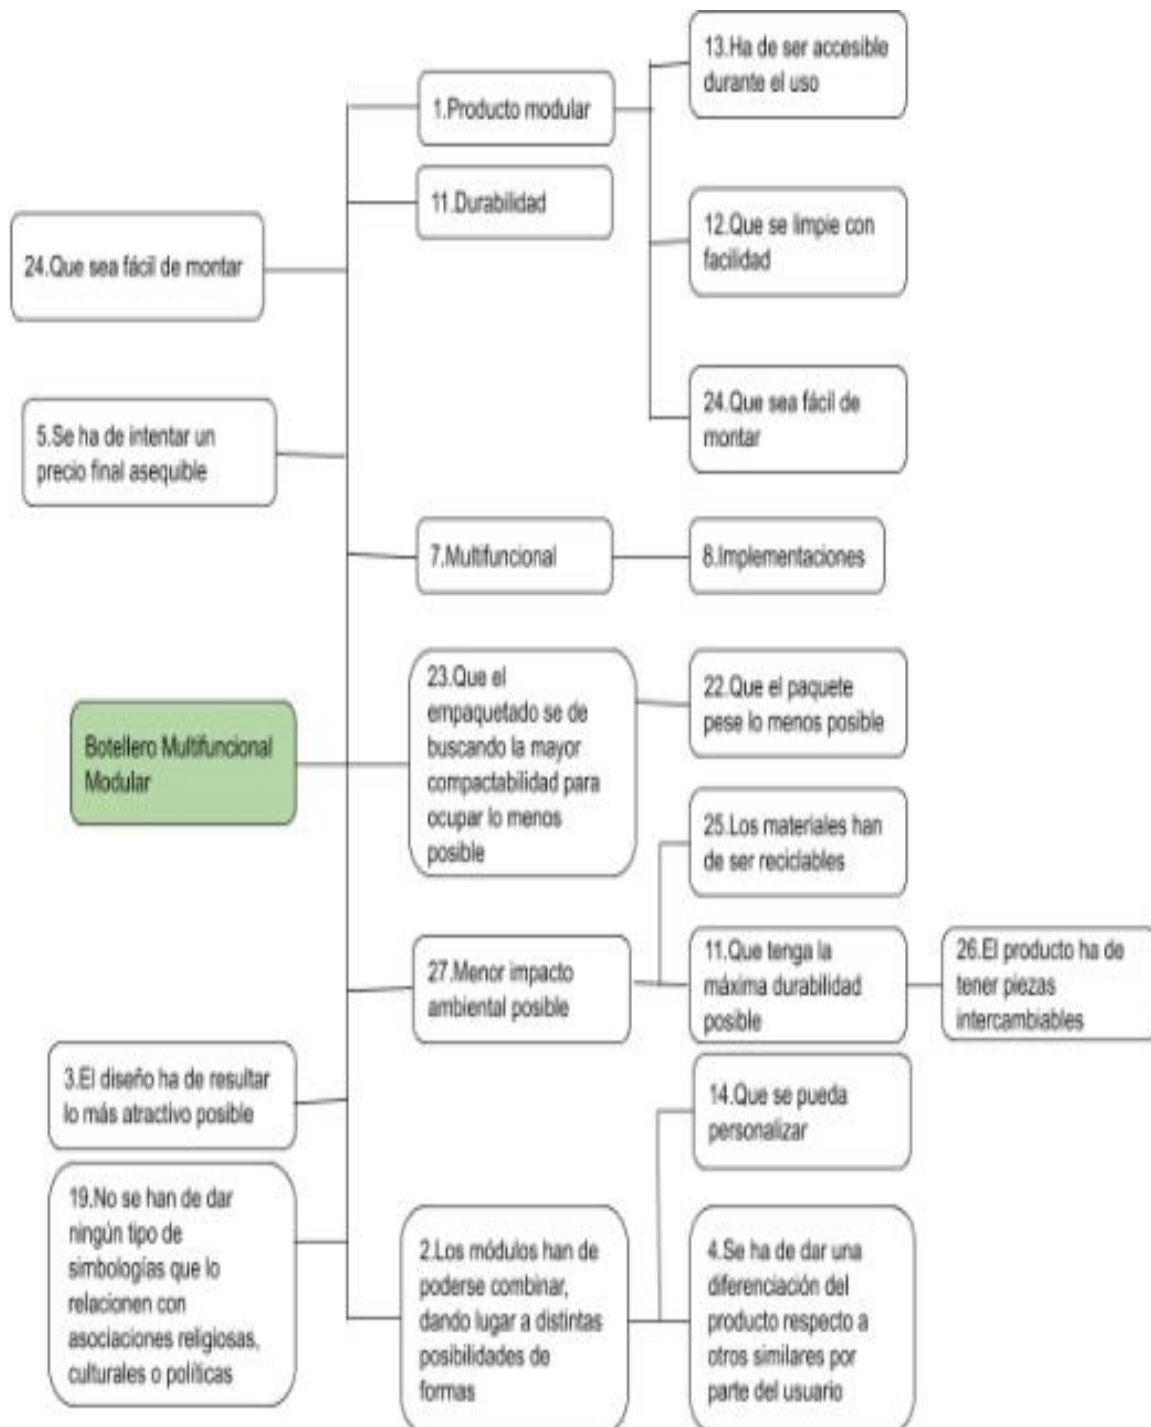 13.Ha de ser accesible
durante el uso
1.Producto modular
11.Durabilidad
12.Que se limpie con
facilidad
24.Que sea fácil de montar
24.Que sea fácil de
montar
5.Se ha de intentar un
precio final asequible
7.Multifuncional
8.Implementaciones
23.Que el
empaquetado se de
buscando la mayor
compactabilidad para
ocupar lo menos
posible
22.Que el paquete
pese lo menos posible
Botellero Multifuncional
Modular
25.Los materiales han
de ser reciclables
27.Menor impacto
ambiental posible
11.Que tenga la
máxima durabilidad
posible
26.El producto ha de
tener piezas
intercambiables
3.El diseño ha de resultar
lo más atractivo posible
14.Que se pueda
personalizar
19.No se han de dar
ningún tipo de
simbologías que lo
relacionen con
asociaciones religiosas,
culturales o políticas
2.Los módulos han de
poderse combinar,
dando lugar a distintas
posibilidades de
formas
4.Se ha de dar una
diferenciación del
producto respecto a
otros similares por
parte del usuario